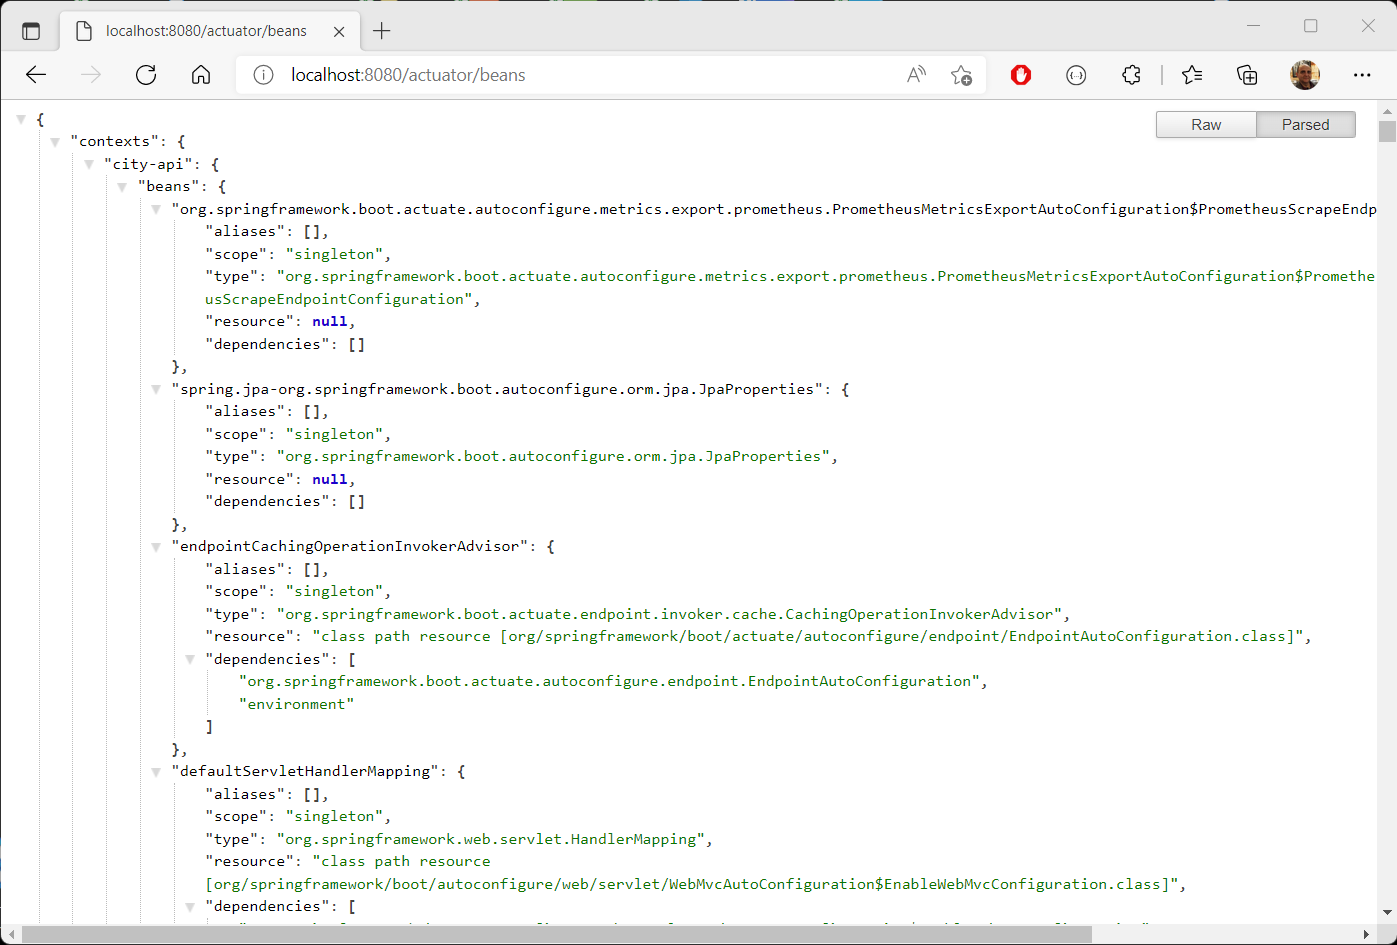 localhost:8080/actuator/beans
localhost:8080/actuator/beans
Raw Parsed
{
"contexts": {
"city-api": {
"beans": {
"org.springframework.boot.actuate.autoconfigure.metrics.export.prometheus.PrometheusMetricsExportAutoConfiguration$PrometheusScrapeEndp
"aliases": [],
"scope": "singleton",
"type": "org.springframework.boot.actuate.autoconfigure.metrics.export.prometheus.PrometheusMetricsExportAutoConfiguration$Promethe
usScrapeEndpointConfiguration",
"resource": null,
"dependencies": []
},
"spring.jpa-org.springframework.boot.autoconfigure.orm.jpa.JpaProperties": {
"aliases": [],
"scope": "singleton",
"type": "org.springframework.boot.autoconfigure.orm.jpa.JpaProperties",
"resource": null,
"dependencies": []
},
"endpointCachingOperationInvokerAdvisor": {
"aliases": [],
"scope": "singleton",
"type": "org.springframework.boot.actuate.endpoint.invoker.cache.CachingOperationInvokerAdvisor",
"resource": "class path resource [org/springframework/boot/actuate/autoconfigure/endpoint/EndpointAutoConfiguration.class]",
"dependencies": [
"org.springframework.boot.actuate.autoconfigure.endpoint.EndpointAutoConfiguration",
"environment"
]
},
"defaultServletHandlerMapping": {
"aliases": [],
"scope": "singleton",
"type": "org.springframework.web.servlet.HandlerMapping",
"resource": "class path resource
[org/springframework/boot/autoconfigure/web/servlet/WebMvcAutoConfiguration$EnableWebMvcConfiguration.class]",
"dependencies": [